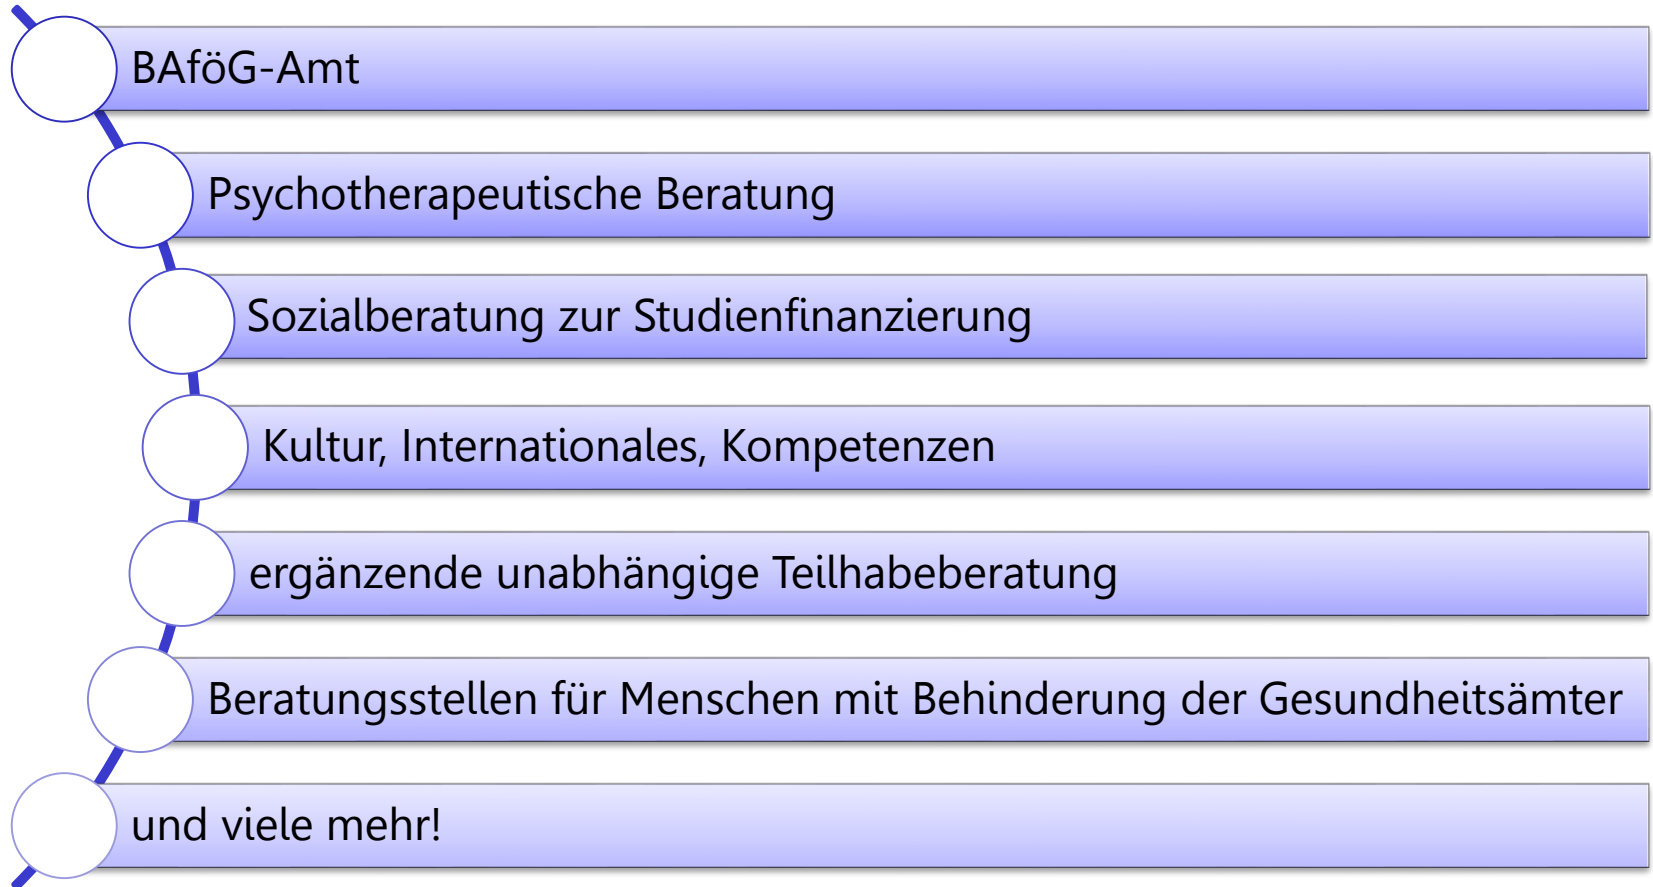 BAföG-Amt
Psychotherapeutische Beratung
Sozialberatung zur Studienfinanzierung
Kultur, Internationales, Kompetenzen
ergänzende unabhängige Teilhabeberatung
Beratungsstellen für Menschen mit Behinderung der Gesundheitsämter
und viele mehr!